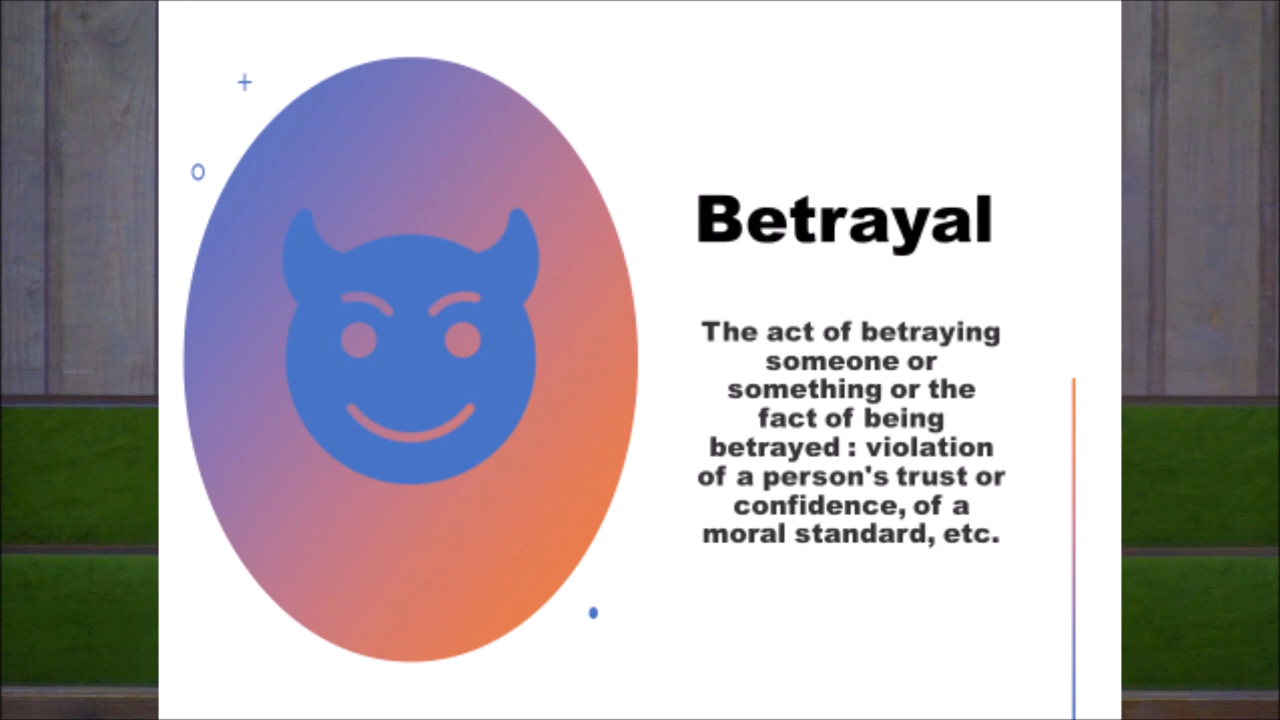 Betrayal
The act of betraying
someone or
something or the
fact of being
betrayed : violation
of a person's trust or
confidence, of a
moral standard, etc.